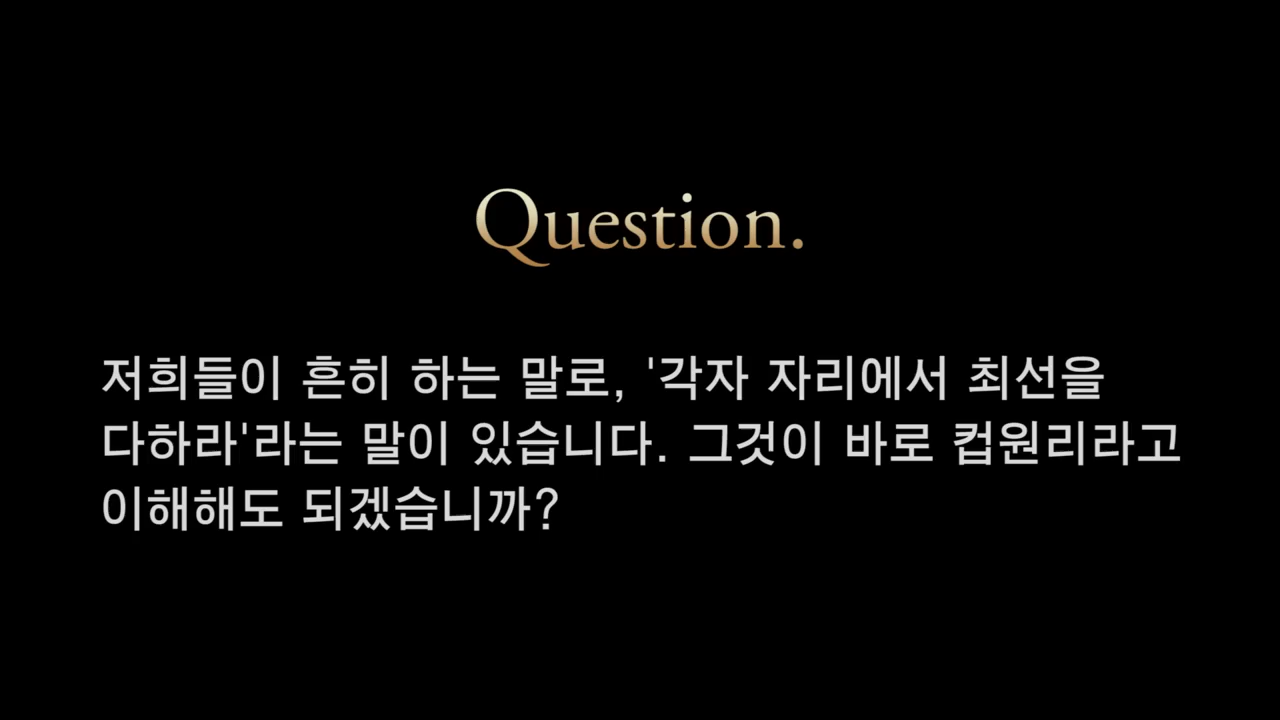 Question.
저희들이 흔히 하는 말로, '각자 자리에서 최선을
다하라'라는 말이 있습니다. 그것이 바로 컵원리라고
이해해도 되겠습니까?